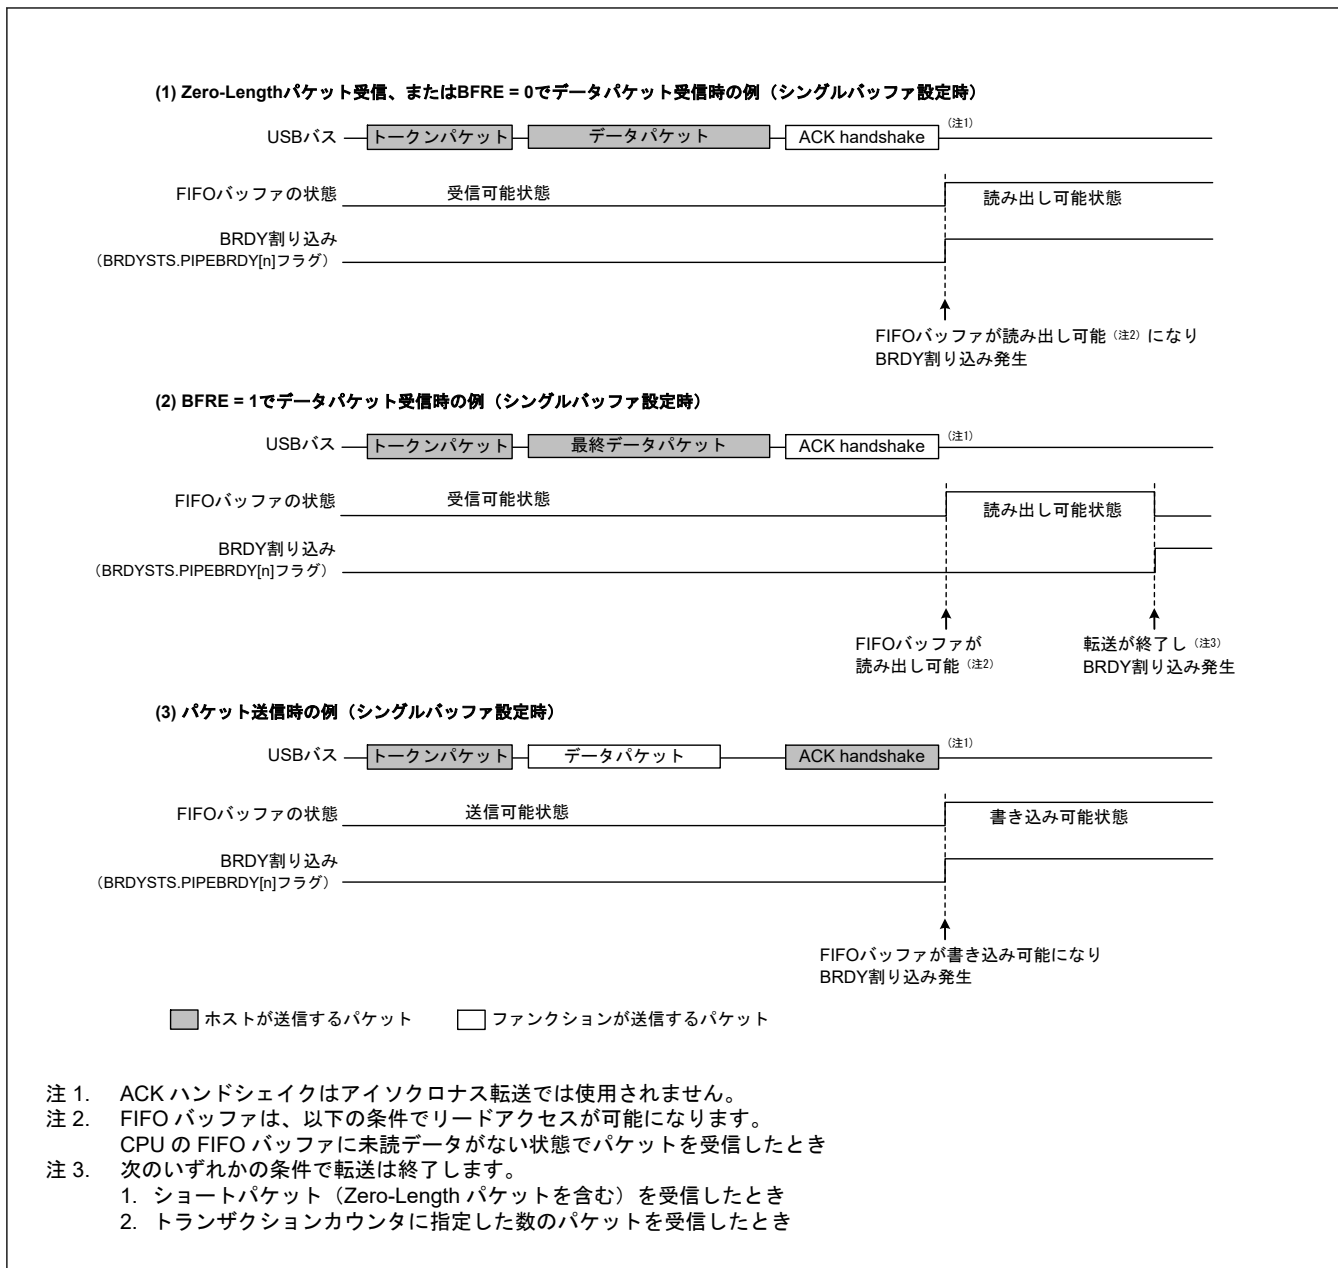 (1) Zero-Lengthパケット受信、またはBFRE = 0でデータパケット受信時の例（シングルバッファ設定時）
USBバス トークンパケット データパケット ACK handshake （注1）
FIFOバッファの状態 受信可能状態 読み出し可能状態
BRDY割り込み
（BRDYSTS.PIPEBRDY[n]フラグ）
FIFOバッファが読み出し可能（注2）になり
BRDY割り込み発生
(2) BFRE = 1でデータパケット受信時の例（シングルバッファ設定時）
USBバス トークンパケット 最終データパケット ACK handshake （注1）
FIFOバッファの状態 受信可能状態 読み出し可能状態
BRDY割り込み
（BRDYSTS.PIPEBRDY[n]フラグ）
FIFOバッファが
読み出し可能（注2）
転送が終了し（注3）
BRDY割り込み発生
(3) パケット送信時の例（シングルバッファ設定時）
USBバス トークンパケット データパケット ACK handshake （注1）
FIFOバッファの状態 送信可能状態 書き込み可能状態
BRDY割り込み
（BRDYSTS.PIPEBRDY[n]フラグ）
FIFOバッファが書き込み可能になり
BRDY割り込み発生
ホストが送信するパケット ファンクションが送信するパケット
注 1. ACK ハンドシェイクはアイソクロナス転送では使用されません。
注 2. FIFO バッファは、以下の条件でリードアクセスが可能になります。
CPU の FIFO バッファに未読データがない状態でパケットを受信したとき
注 3. 次のいずれかの条件で転送は終了します。
1. ショートパケット（Zero-Length パケットを含む）を受信したとき
2. トランザクションカウンタに指定した数のパケットを受信したとき